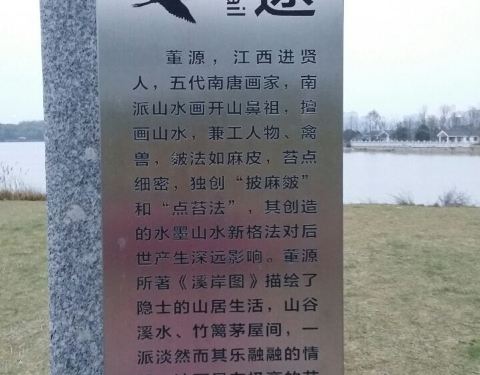 董源，江西进贤
人，五代南唐画家，南
派山水画开山鼻祖，擅
画山水，兼工人物、禽
兽，皴法如麻皮，苔点
细密，独创“披麻皴”
和“点苔法”，其创造
的水墨山水新格法对后
世产生深远影响。董源
所著《溪岸图》描绘了
隐士的山居生活，山谷
溪水、竹篱茅屋间，一
派淡然而其乐融融的情